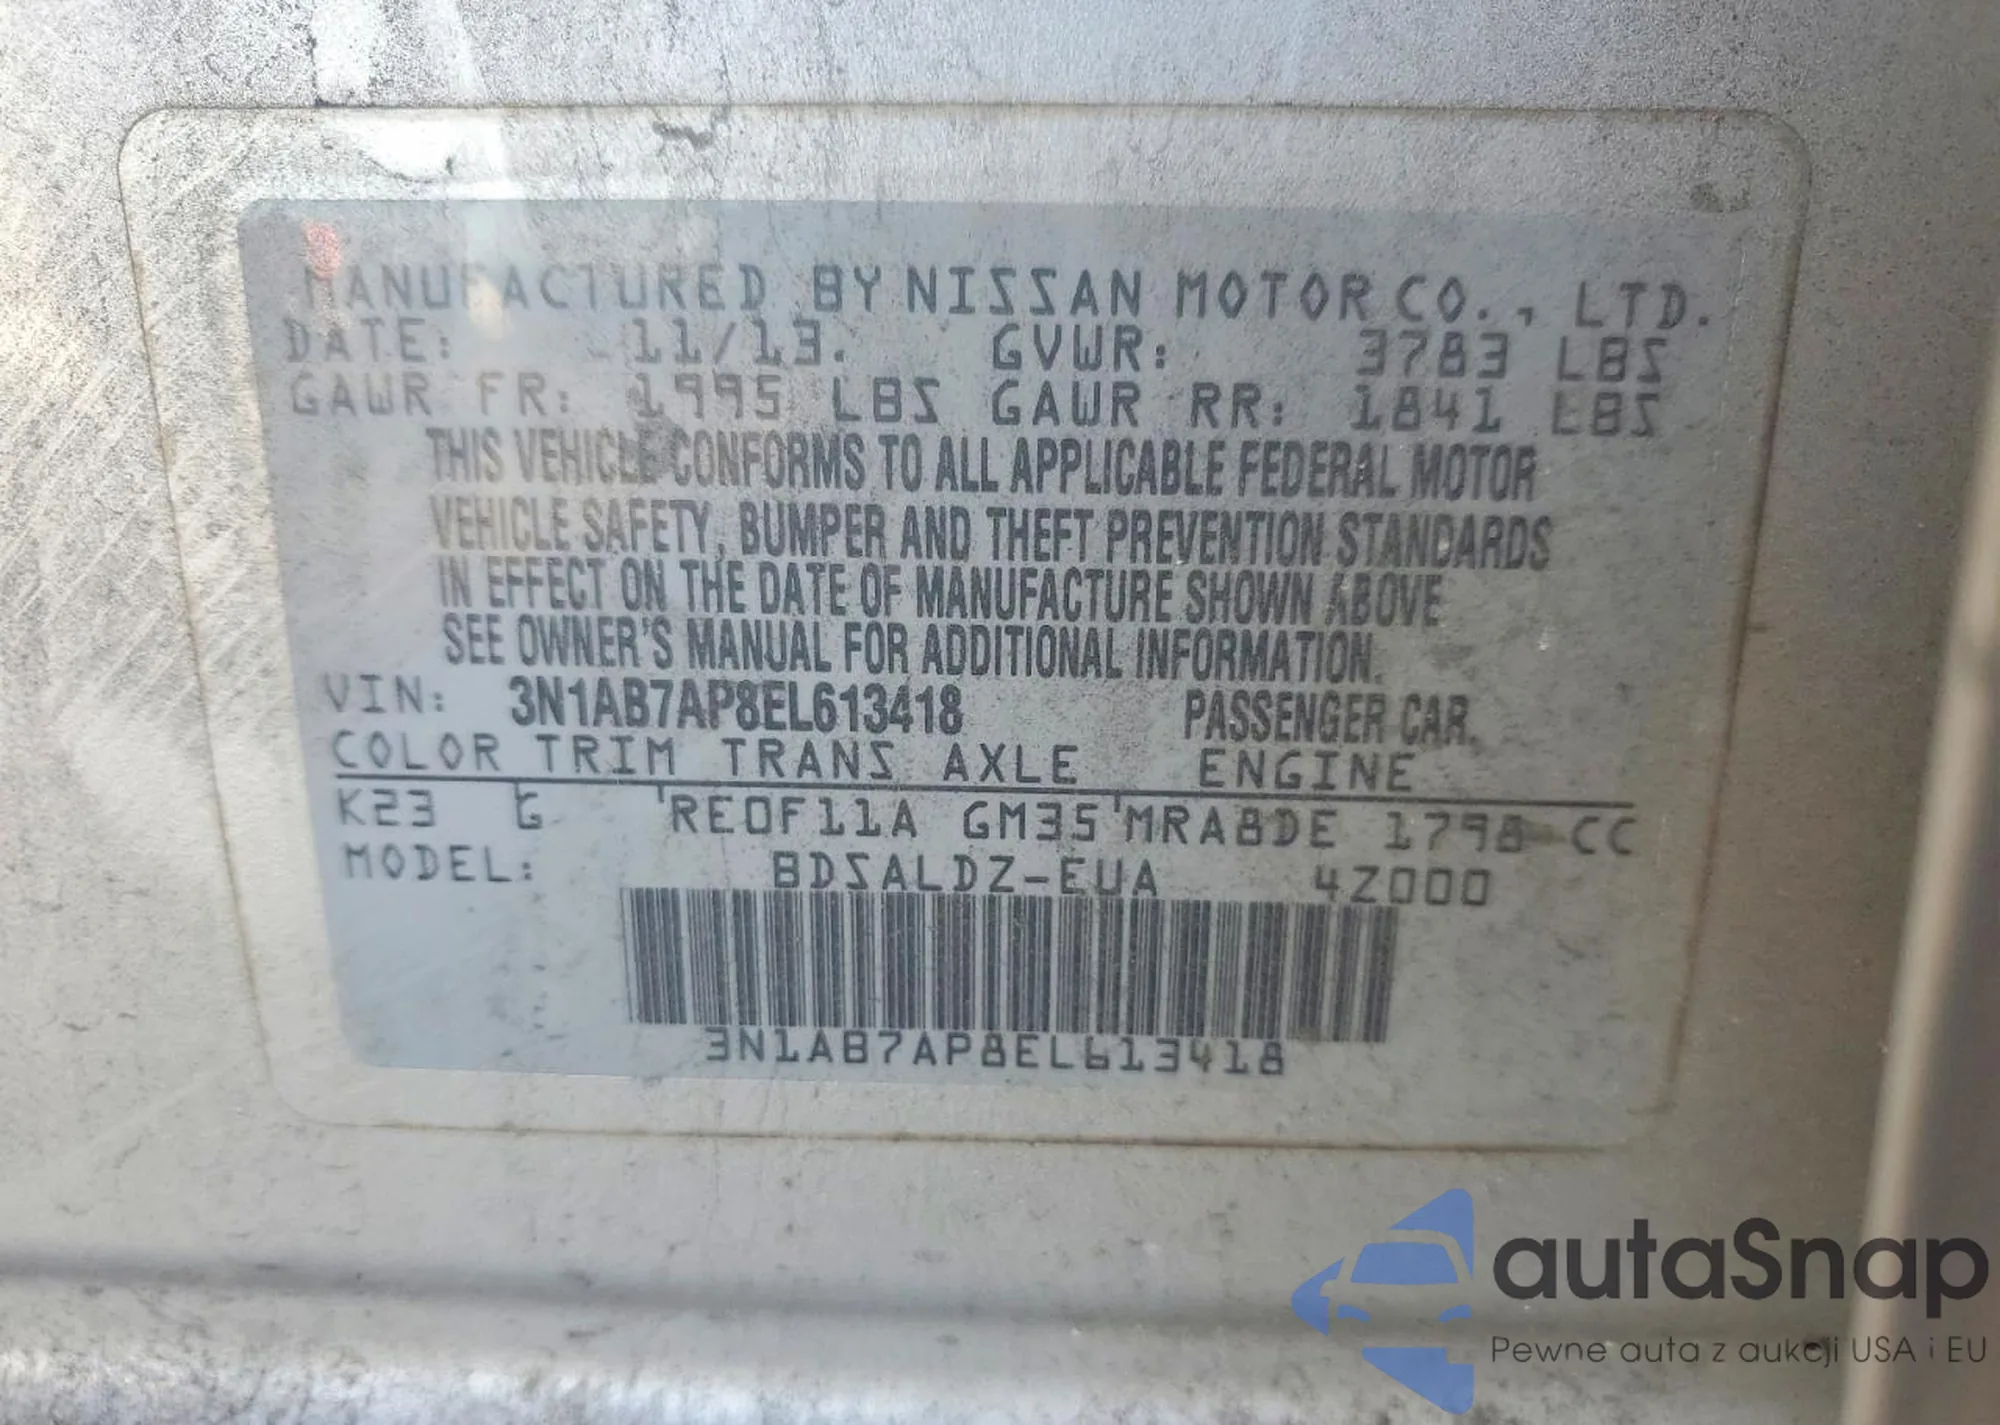 MANUFACTURED BY NISSAN MOTOR CO., LTD.
DATE: 11/13. GVWR: 3783 LBS
GAWR FR: 1995 LBS GAWR RR: 1841 LBS
THIS VEHICLE CONFORMS TO ALL APPLICABLE FEDERAL MOTOR
VEHICLE SAFETY, BUMPER AND THEFT PREVENTION STANDARDS
IN EFFECT ON THE DATE OF MANUFACTURE SHOWN ABOVE
SEE OWNER'S MANUAL FOR ADDITIONAL INFORMATION.
VIN: 3N1AB7AP8EL613418 PASSENGER CAR.
COLOR TRIM TRANS AXLE ENGINE
K23 G RE0F11A GM35 MRA8DE 1798 CC
MODEL: BDSALDZ-EUA 4Z000
3N1AB7AP8EL613418
autaSnap
Pewne auta z aukcji USA i EU